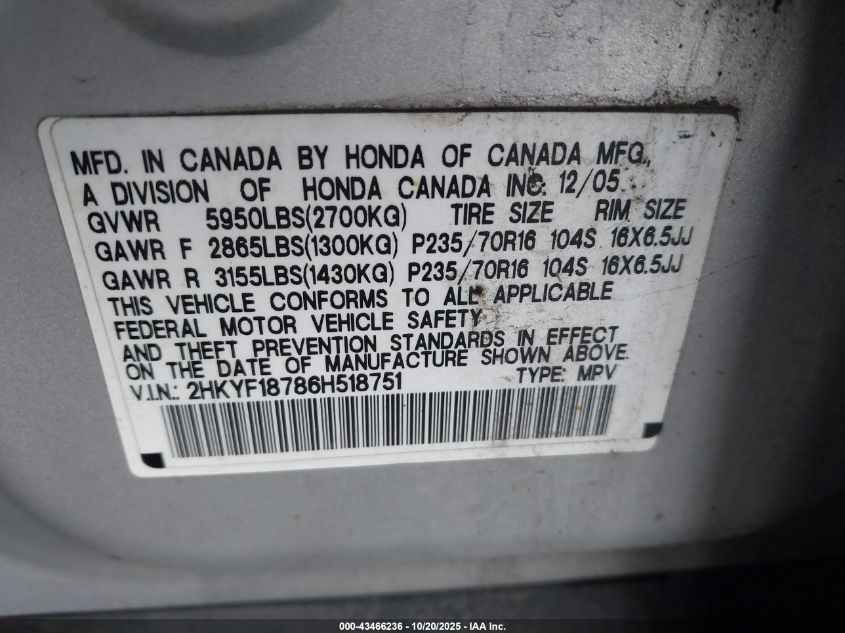 MFD. IN CANADA BY HONDA OF CANADA MFG.,
A DIVISION OF HONDA CANADA INC. 12/05
GVWR 5950LBS(2700KG) TIRE SIZE RIM SIZE
GAWR F 2865LBS(1300KG) P235/70R16 104S 16X6.5JJ
GAWR R 3155LBS(1430KG) P235/70R16 104S 16X6.5JJ
THIS VEHICLE CONFORMS TO ALL APPLICABLE
FEDERAL MOTOR VEHICLE SAFETY
AND THEFT PREVENTION STANDARDS IN EFFECT
ON THE DATE OF MANUFACTURE SHOWN ABOVE.
V.I.N.: 2HKYF18786H518751 TYPE: MPV
000-43466236 - 10/20/2025 - IAA Inc.